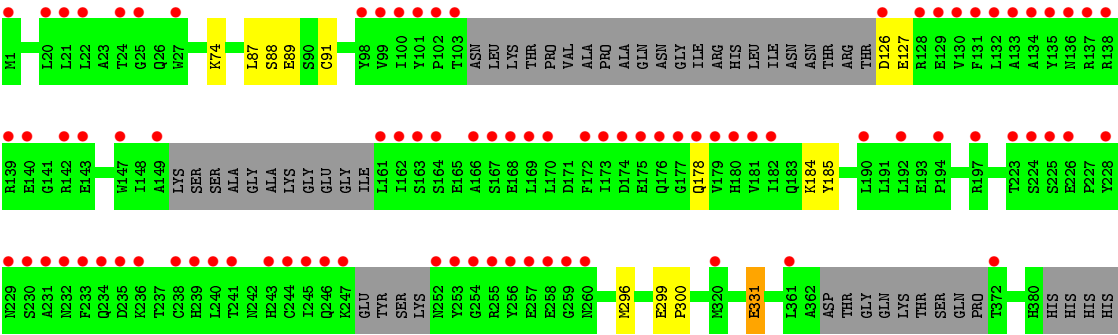 M1 L20 L21 L22 A23 T24 G25 Q26 W27 K74 L87 S88 E89 S90 C91 Y98 V99 I100 Y101 P102 T103 ASN LEU LYS THR PRO VAL ALA PRO ALA GLN ASN GLY ILE ARG HIS LEU ILE ASN ASN THR ARG THR D126 E127 R128 E129 V130 F131 L132 A133 A134 Y135 N136 R137 R138
R139 E140 G141 R142 E143 W147 I148 A149 LYS SER SER ALA GLY ALA LYS GLY GLU GLY ILE L161 I162 S163 S164 E165 A166 S167 E168 L169 L170 D171 F172 I173 D174 E175 Q176 G177 Q178 V179 H180 V181 I182 Q183 K184 Y185 L190 L191 L192 E193 P194 R197 T223 S224 S225 E226 P227 Y228
N229 S230 A231 N232 F233 Q234 D235 K236 T237 C238 H239 L240 T241 N242 H243 C244 I245 Q246 K247 GLU TYR SER LYS N252 Y253 G254 R255 Y256 E257 E258 G259 N260 M296 E299 P300 M320 E331 L361 A362 ASP THR GLY GLN LYS THR SER GLN PRO I372 H380 HIS HIS HIS HIS